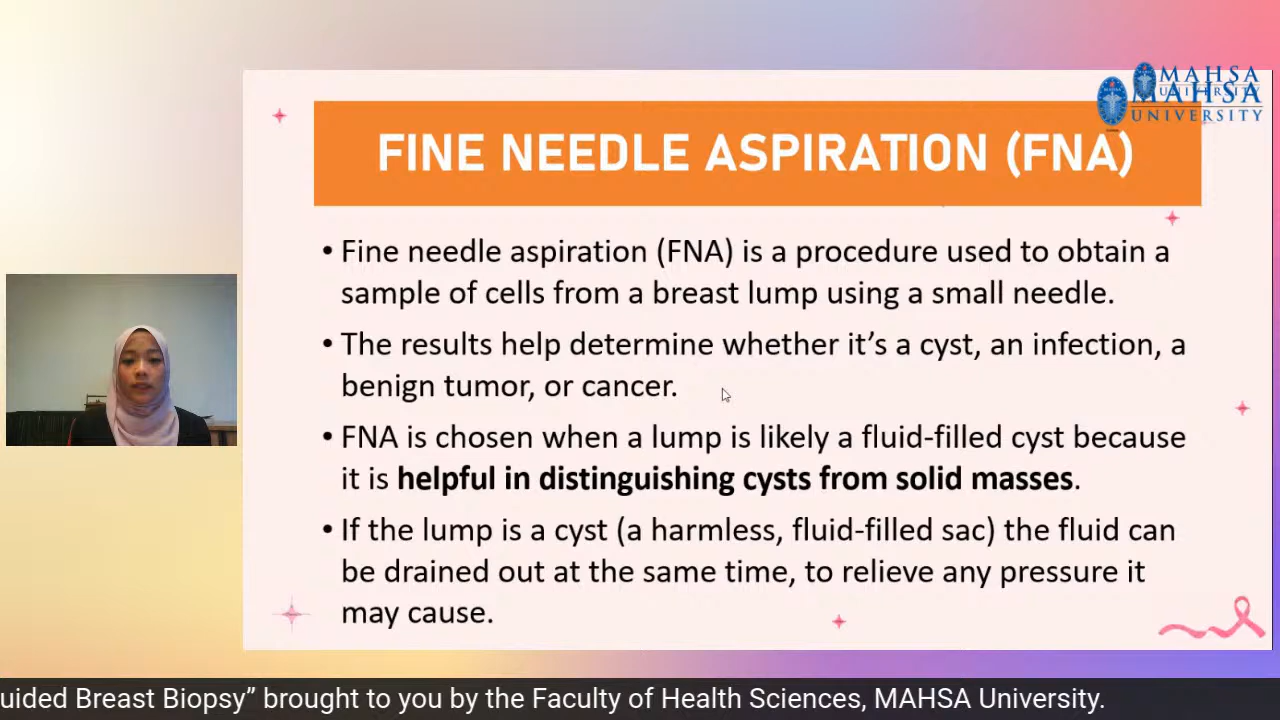 MAHSA
UNIVERSITY
MAHSA
UNIVERSITY
FINE NEEDLE ASPIRATION (FNA)
• Fine needle aspiration (FNA) is a procedure used to obtain a
sample of cells from a breast lump using a small needle.
• The results help determine whether it’s a cyst, an infection, a
benign tumor, or cancer.
• FNA is chosen when a lump is likely a fluid-filled cyst because
it is helpful in distinguishing cysts from solid masses.
• If the lump is a cyst (a harmless, fluid-filled sac) the fluid can
be drained out at the same time, to relieve any pressure it
may cause.
uided Breast Biopsy” brought to you by the Faculty of Health Sciences, MAHSA University.